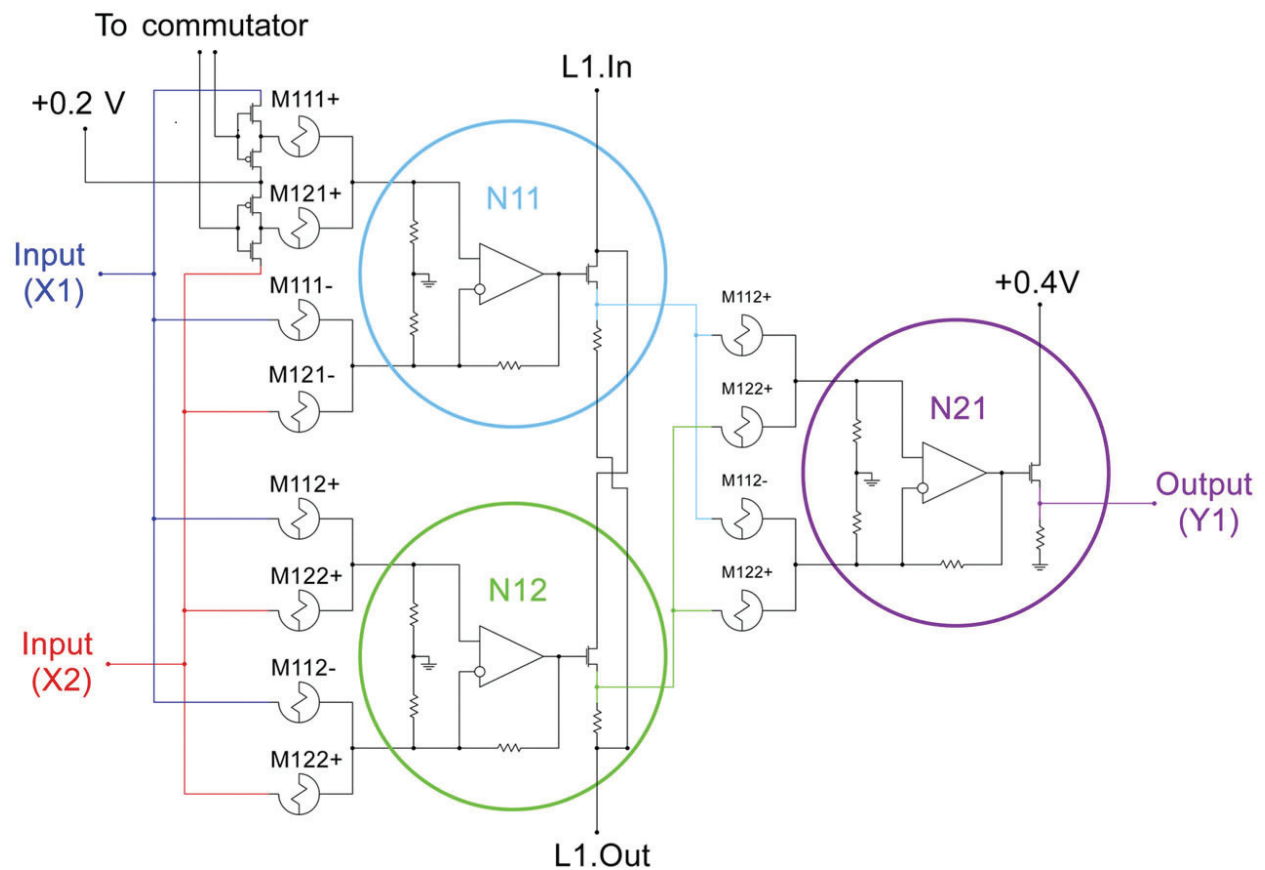 To commutator
+0.2 V
L1.In
M111+
M121+
N11
Input
(X1)
M111-
M121-
+0.4V
M112+
M122+
N21
M112-
M122+
Output
(Y1)
M112+
M122+
N12
Input
(X2)
M112-
M122+
L1.Out